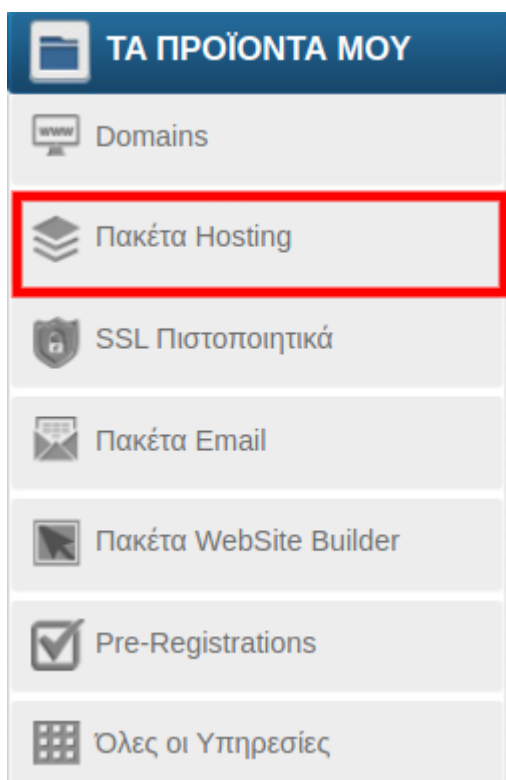 ΤΑ ΠΡΟΪΟΝΤΑ ΜΟΥ
www
Domains
Πακέτα Hosting
SSL Πιστοποιητικά
Πακέτα Email
Πακέτα WebSite Builder
Pre-Registrations
Όλες οι Υπηρεσίες